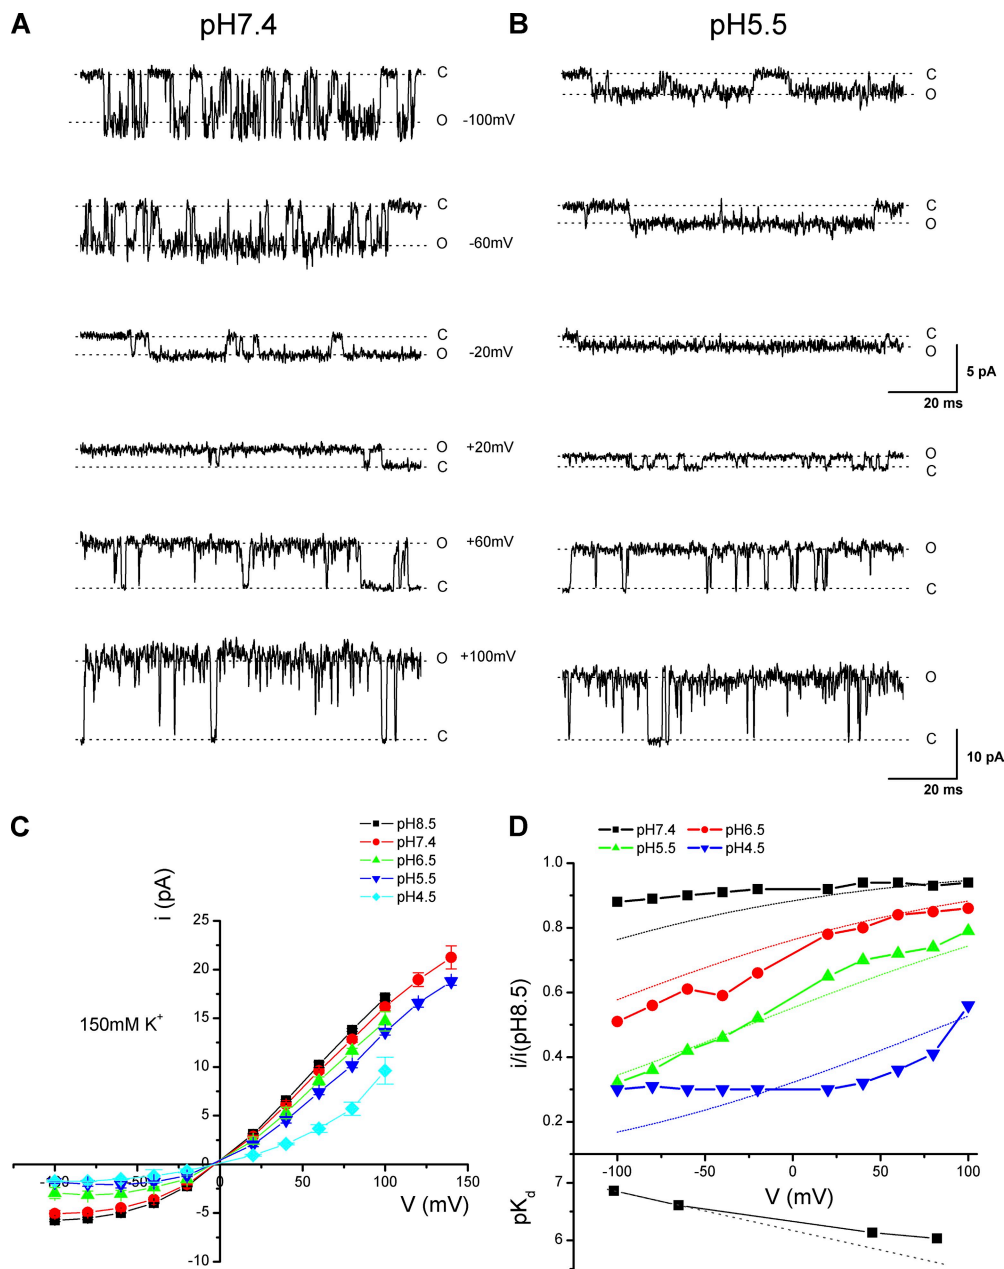 A pH7.4 B pH5.5
C C
O -100mV O
C C
O -60mV O
C C
O -20mV O
5 pA
20 ms
O +20mV O
C C
O +60mV O
C C
O +100mV O
C C
10 pA
20 ms
C D
pH8.5
pH7.4
pH6.5
pH5.5
pH4.5
pH7.4 pH6.5
pH5.5 pH4.5
i (pA)
25
20
15
10
5
-5
-10
150mM K+
-100 -50 0 50 100 150
V (mV)
i/i(pH8.5)
1.0
0.8
0.6
0.4
0.2
-100 -50 0 50 100
V (mV)
pKd
7
6